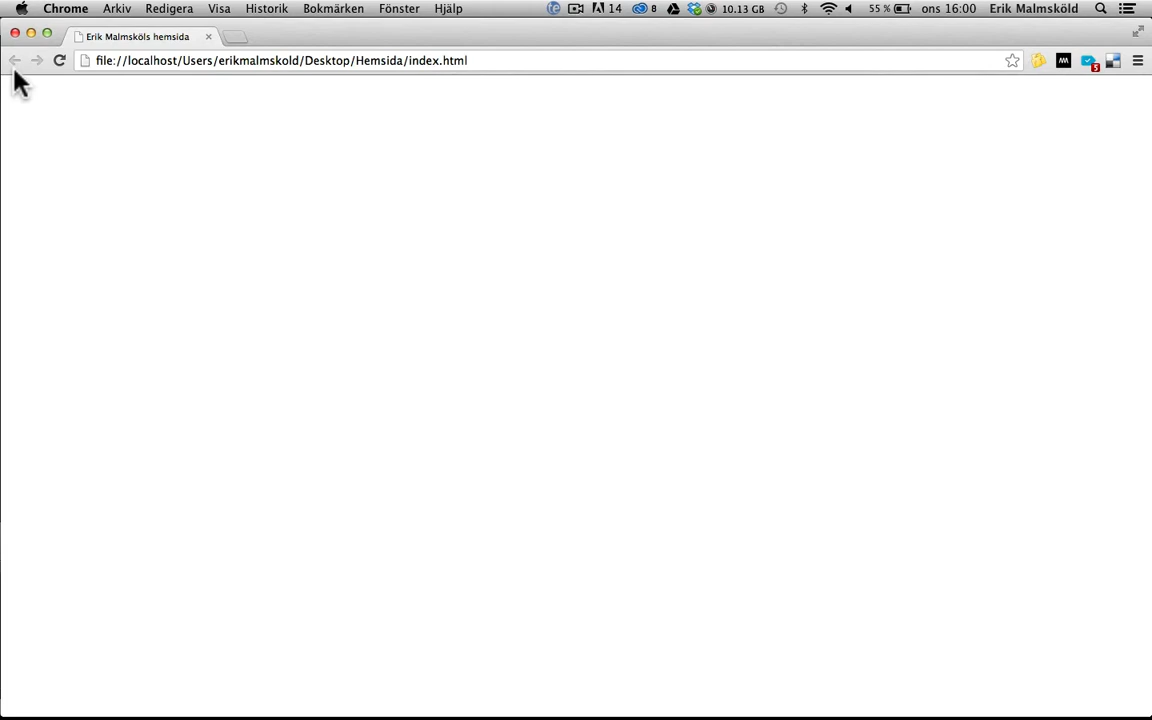 Chrome Arkiv Redigera Visa Historik Bokmärken Fönster Hjälp 14 8 10.13 GB 55 % ons 16:00 Erik Malmsköld
Erik Malmsköls hemsida
file://localhost/Users/erikmalmskold/Desktop/Hemsida/index.html
5